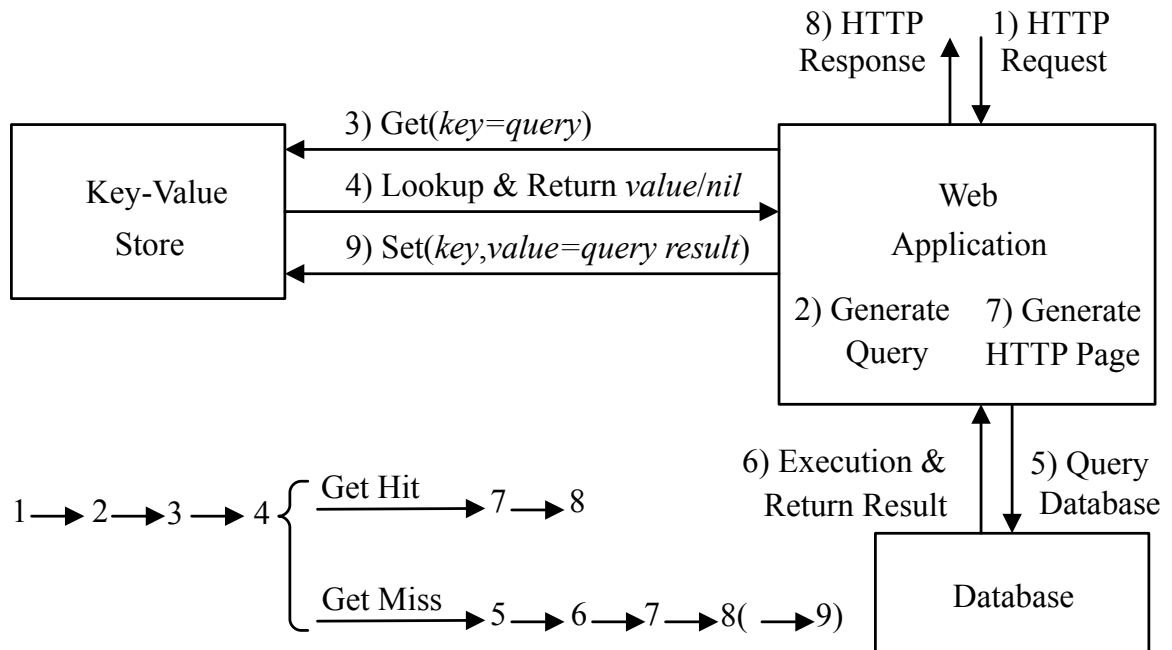 8) HTTP
Response
1) HTTP
Request
3) Get(key=query)
Key-Value
Store
4) Lookup & Return value/nil
9) Set(key,value=query result)
Web
Application
2) Generate
Query
7) Generate
HTTP Page
6) Execution &
Return Result
5) Query
Database
Database
1 2 3 4
Get Hit 7 8
Get Miss 5 6 7 8( 9)